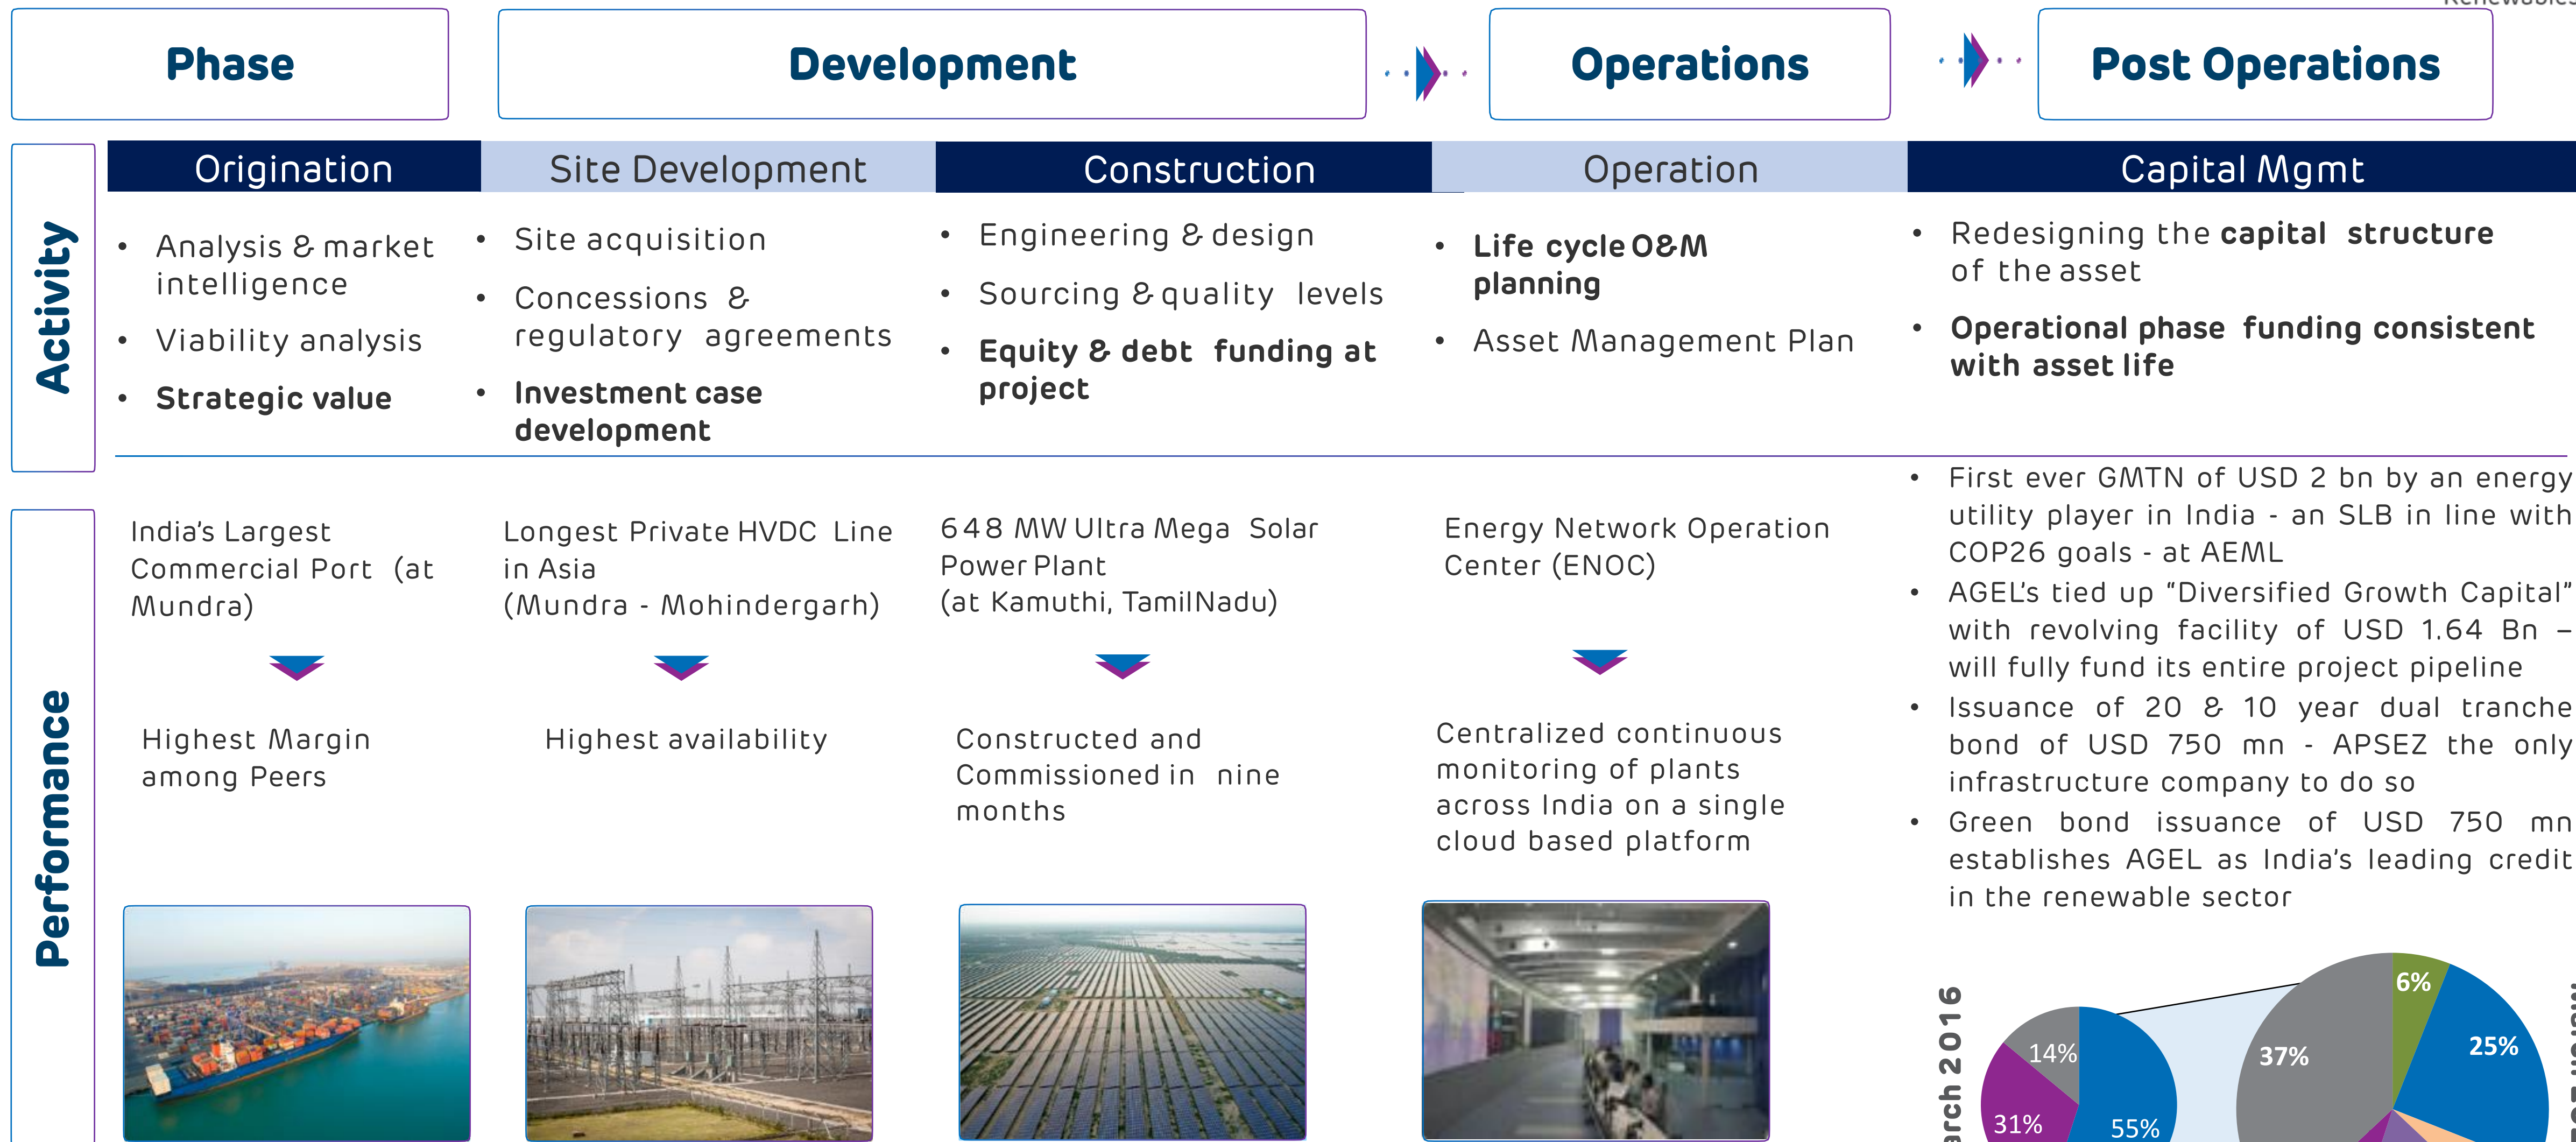 Phase
Development
Operations
Post Operations
Activity
Origination
Site Development
Construction
Operation
Capital Mgmt
• Analysis & market
intelligence
• Viability analysis
• Strategic value
• Site acquisition
• Concessions &
regulatory agreements
• Investment case
development
• Engineering & design
• Sourcing & quality levels
• Equity & debt funding at
project
• Life cycle O&M
planning
• Asset Management Plan
• Redesigning the capital structure
of the asset
• Operational phase funding consistent
with asset life
Performance
India's Largest
Commercial Port (at
Mundra)
Highest Margin
among Peers
Longest Private HVDC Line
in Asia
(Mundra - Mohindergarh)
Highest availability
648 MW Ultra Mega Solar
Power Plant
(at Kamuthi, TamilNadu)
Constructed and
Commissioned in nine
months
Energy Network Operation
Center (ENOC)
Centralized continuous
monitoring of plants
across India on a single
cloud based platform
• First ever GMTN of USD 2 bn by an energy
utility player in India - an SLB in line with
COP26 goals - at AEML
• AGEL's tied up “Diversified Growth Capital”
with revolving facility of USD 1.64 Bn –
will fully fund its entire project pipeline
• Issuance of 20 & 10 year dual tranche
bond of USD 750 mn - APSEZ the only
infrastructure company to do so
• Green bond issuance of USD 750 mn
establishes AGEL as India's leading credit
in the renewable sector
2016
14%
31%
55%
6%
37%
25%